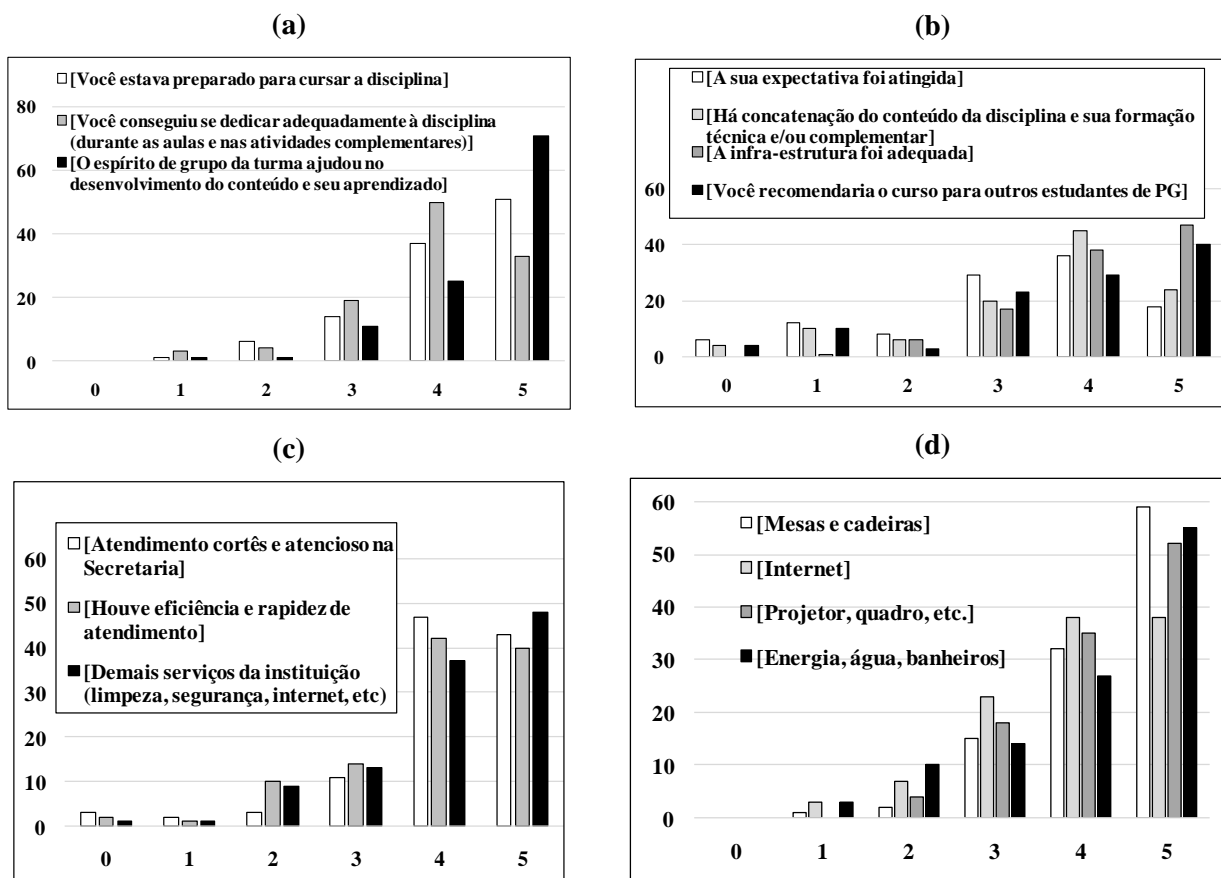 (a)
[Você estava preparado para cursar a disciplina]
[Você conseguiu se dedicar adequadamente à disciplina
(durante as aulas e nas atividades complementares)]
[O espírito de grupo da turma ajudou no
desenvolvimento do conteúdo e seu aprendizado]
80
60
40
20
0
0 1 2 3 4 5
(b)
[A sua expectativa foi atingida]
[Há concatenação do conteúdo da disciplina e sua formação
técnica e/ou complementar]
[A infra-estrutura foi adequada]
[Você recomendaria o curso para outros estudantes de PG]
60
40
20
0
0 1 2 3 4 5
(c)
[Atendimento cortês e atencioso na
Secretaria]
[Houve eficiência e rapidez de
atendimento]
[Demais serviços da instituição
(limpeza, segurança, internet, etc)
60
50
40
30
20
10
0
0 1 2 3 4 5
(d)
[Mesas e cadeiras]
[Internet]
[Projetor, quadro, etc.]
[Energia, água, banheiros]
60
50
40
30
20
10
0
0 1 2 3 4 5